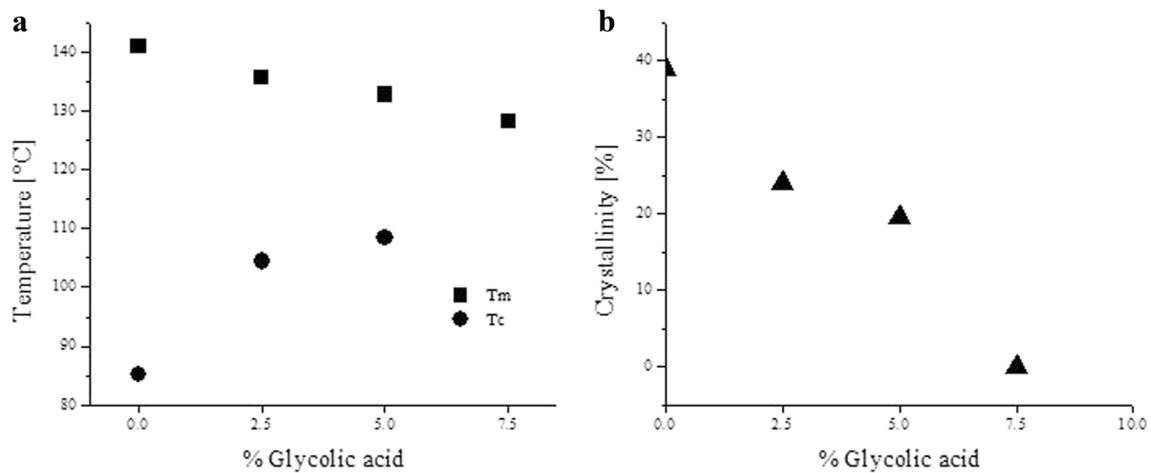 a
140
130
120
110
100
90
80
Temperature [°C]
0.0 2.5 5.0 7.5
% Glycolic acid
Tm
Tc
b
40
30
20
10
0
Crystallinity [%]
0.0 2.5 5.0 7.5 10.0
% Glycolic acid